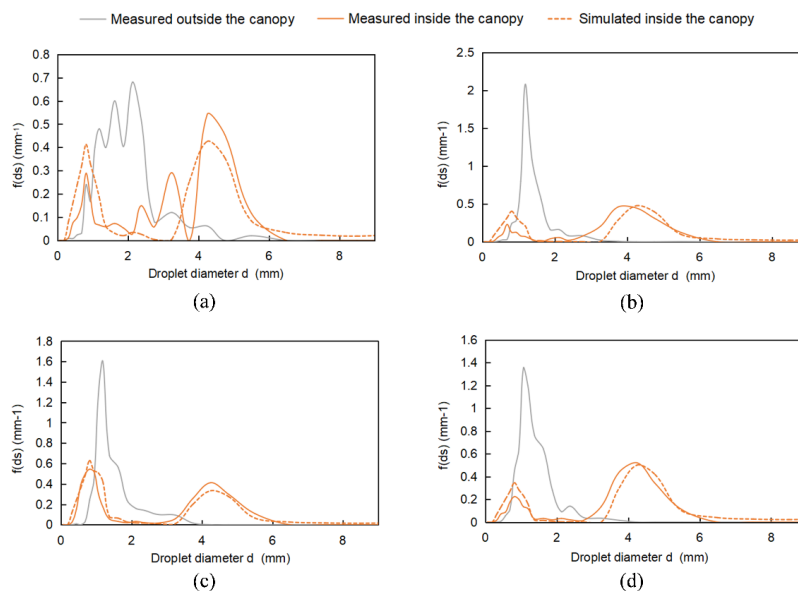 Measured outside the canopy Measured inside the canopy Simulated inside the canopy
f(ds) (mm⁻¹)
0.8
0.7
0.6
0.5
0.4
0.3
0.2
0.1
0
0 2 4 6 8
Droplet diameter d (mm)
(a)
f(ds) (mm-1)
2.5
2
1.5
1
0.5
0
0 2 4 6 8
Droplet diameter d (mm)
(b)
f(ds) (mm-1)
1.8
1.6
1.4
1.2
1
0.8
0.6
0.4
0.2
0
0 2 4 6 8
Droplet diameter d (mm)
(c)
f(ds) (mm-1)
1.6
1.4
1.2
1
0.8
0.6
0.4
0.2
0
0 2 4 6 8
Droplet diameter d (mm)
(d)